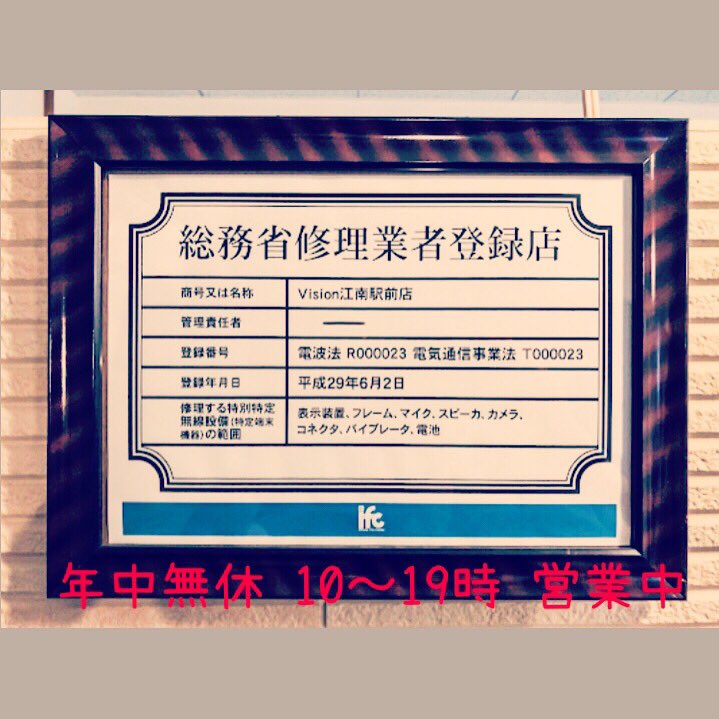 総務省修理業者登録店
商号又は名称 Vision江南駅前店
管理責任者 ——
登録番号 電波法 R000023 電気通信事業法 T000023
登録年月日 平成29年6月2日
修理する特別特定
無線設備(特定端末
機器)の範囲
表示装置、フレーム、マイク、スピーカ、カメラ、
コネクタ、バイブレータ、電池
ifc
年中無休 10〜19時 営業中